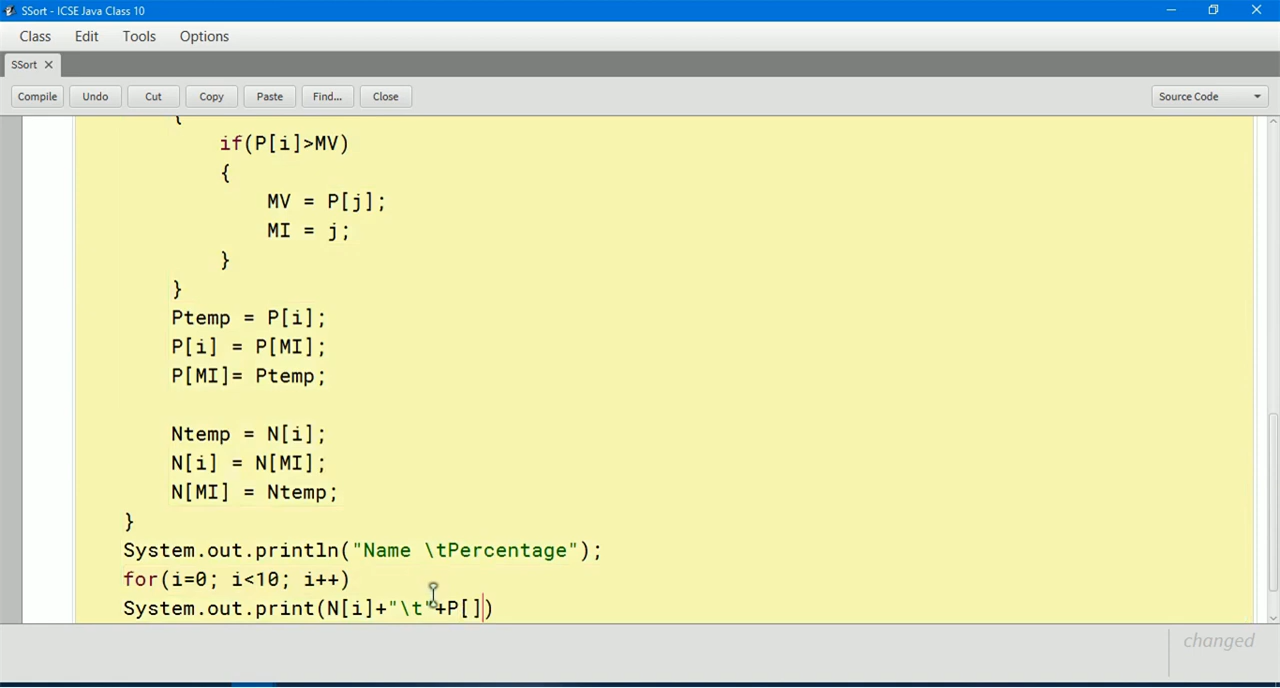 SSort - ICSE Java Class 10
Class Edit Tools Options
SSort ×
Compile Undo Cut Copy Paste Find... Close Source Code
{
if(P[i]>MV)
{
MV = P[j];
MI = j;
}
}
Ptemp = P[i];
P[i] = P[MI];
P[MI]= Ptemp;
Ntemp = N[i];
N[i] = N[MI];
N[MI] = Ntemp;
}
System.out.println("Name \tPercentage");
for(i=0; i<10; i++)
System.out.print(N[i]+"\t"+P[])
changed